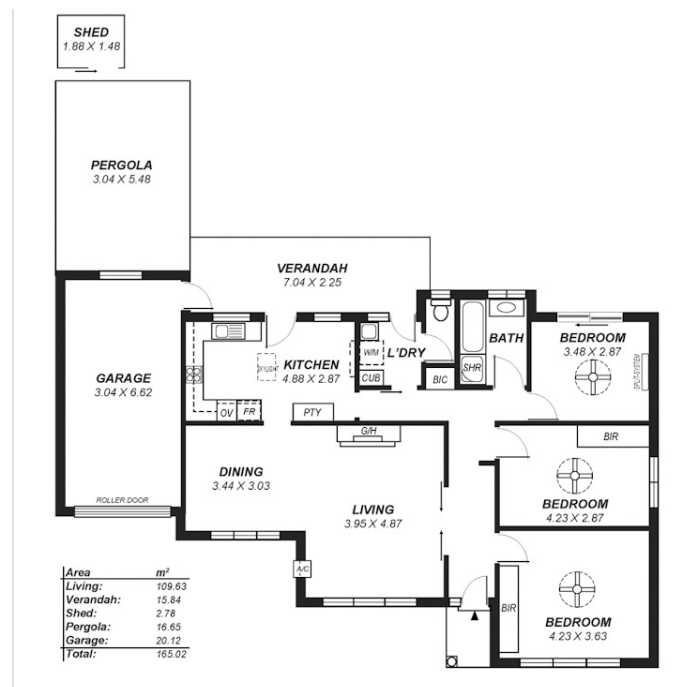 SHED
1.88 X 1.48
PERGOLA
3.04 X 5.48
VERANDAH
7.04 X 2.25
GARAGE
3.04 X 6.62
ROLLER DOOR
KITCHEN
4.88 X 2.87
SKYLIGHT
OV
FR
PTY
W/M
L'DRY
CUB
BIC
SHR
BATH
BEDROOM
3.48 X 2.87
SPLIT-SYSTEM
G/H
DINING
3.44 X 3.03
LIVING
3.95 X 4.87
A/C
BIR
BEDROOM
4.23 X 2.87
BIR
BEDROOM
4.23 X 3.63
Area m²
Living: 109.63
Verandah: 15.84
Shed: 2.78
Pergola: 16.65
Garage: 20.12
Total: 165.02